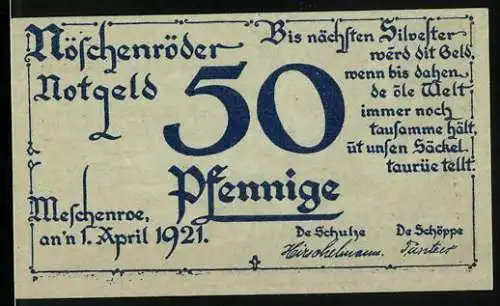 Nöschenröder
Notgeld
50
Pfennige
Bis nächsten Silvester
werd dit Geld,
wenn bis dahen
de öle Welt
immer noch
tausamme hält,
üt unsen Säckel
taurüe tellt.
Meschenroe,
an'n 1. April 1921.
De Schulze
De Schöppe